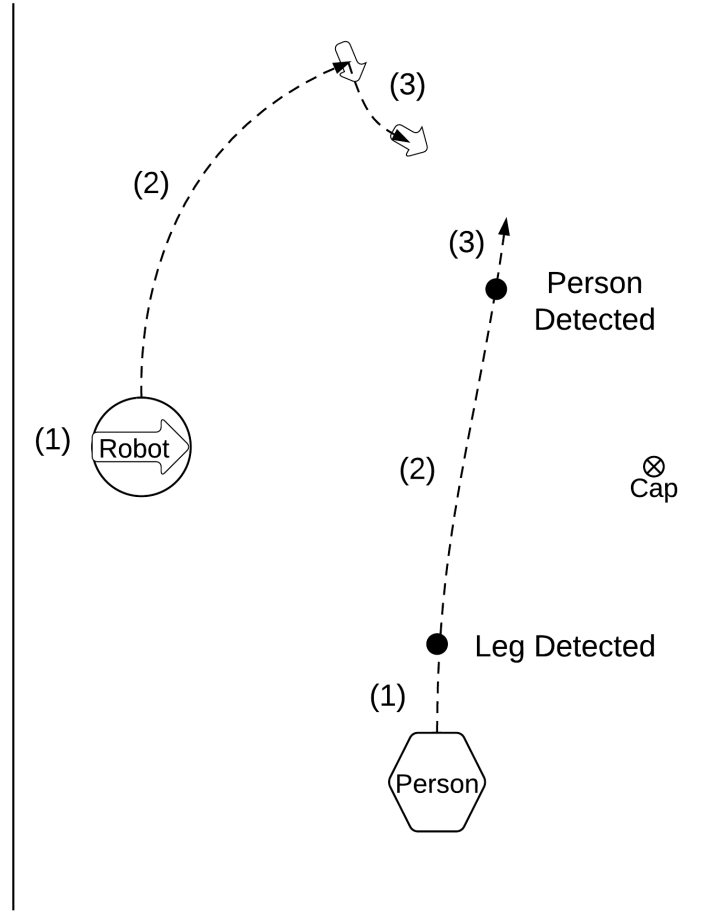 (3)
(2)
(3)
Person
Detected
(1)
Robot
(2)
Cap
Leg Detected
(1)
Person